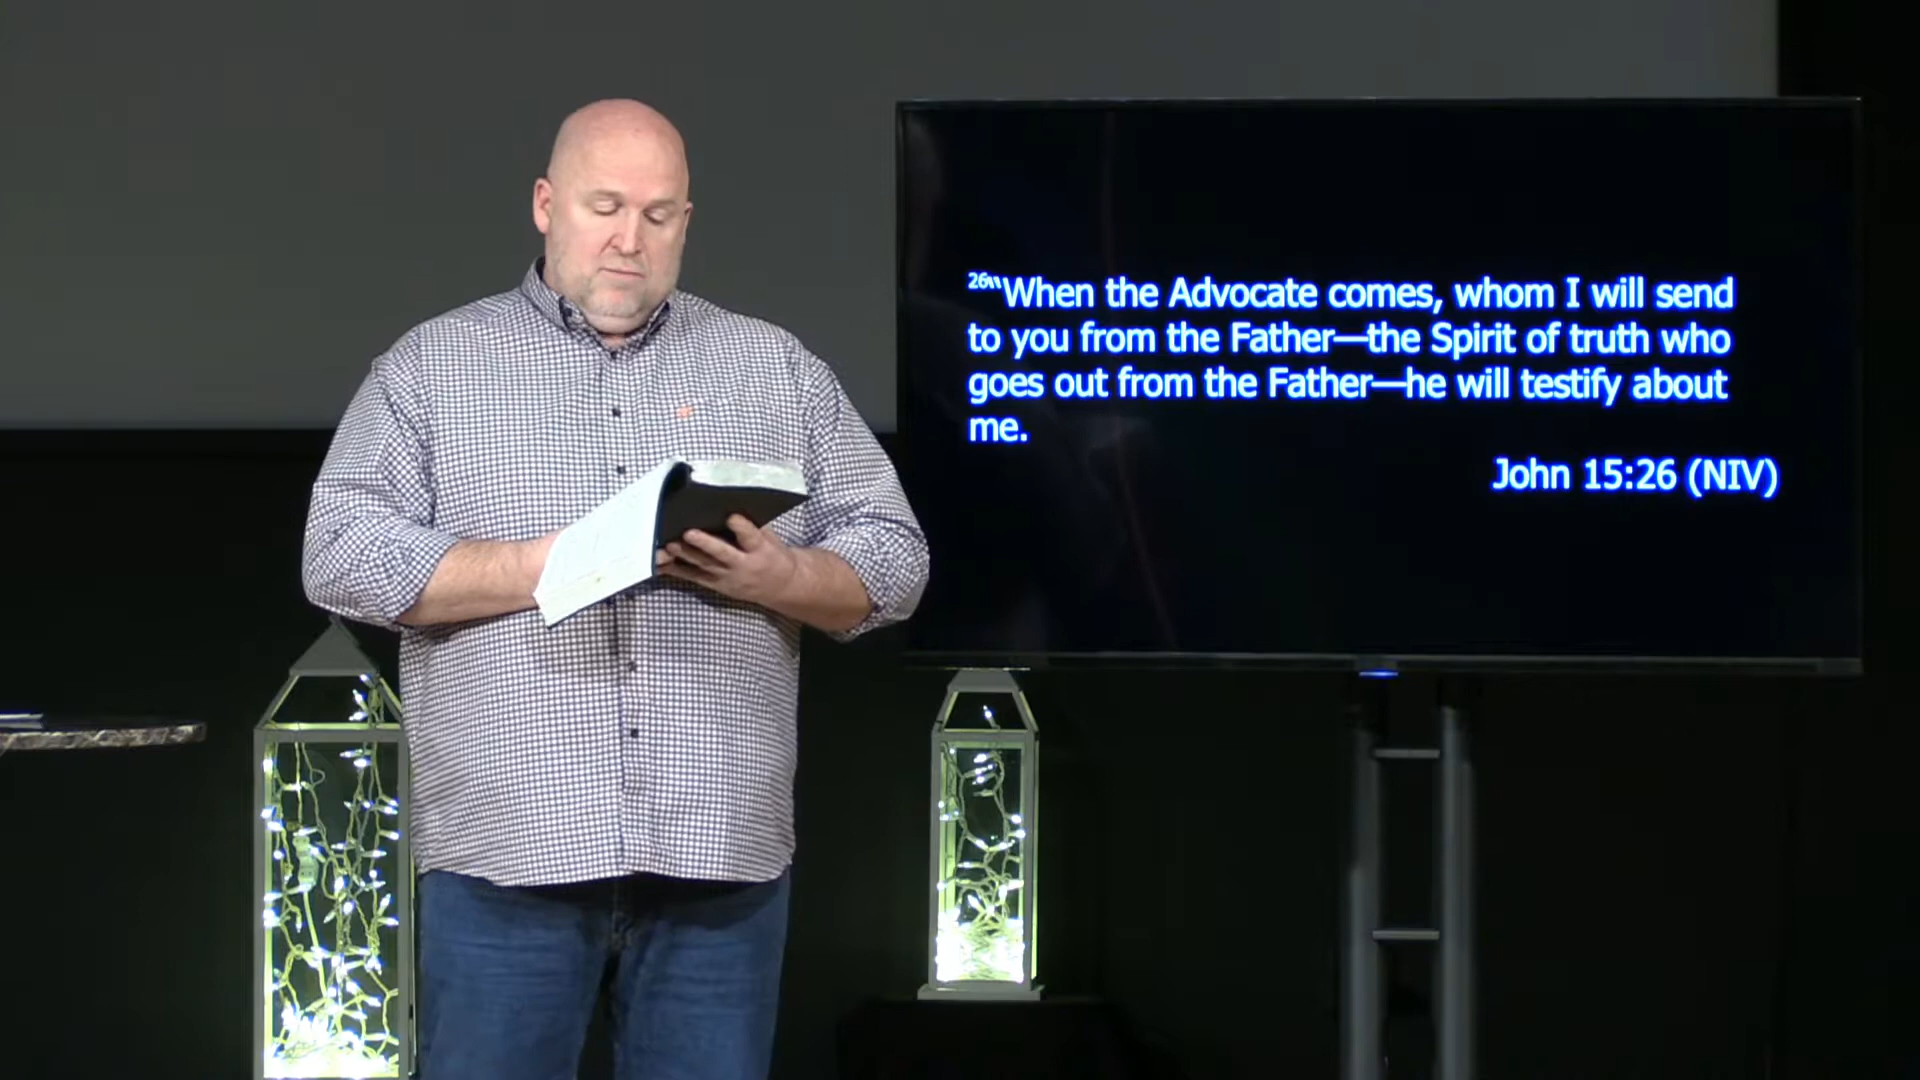 26“When the Advocate comes, whom I will send
to you from the Father—the Spirit of truth who
goes out from the Father—he will testify about
me.
John 15:26 (NIV)